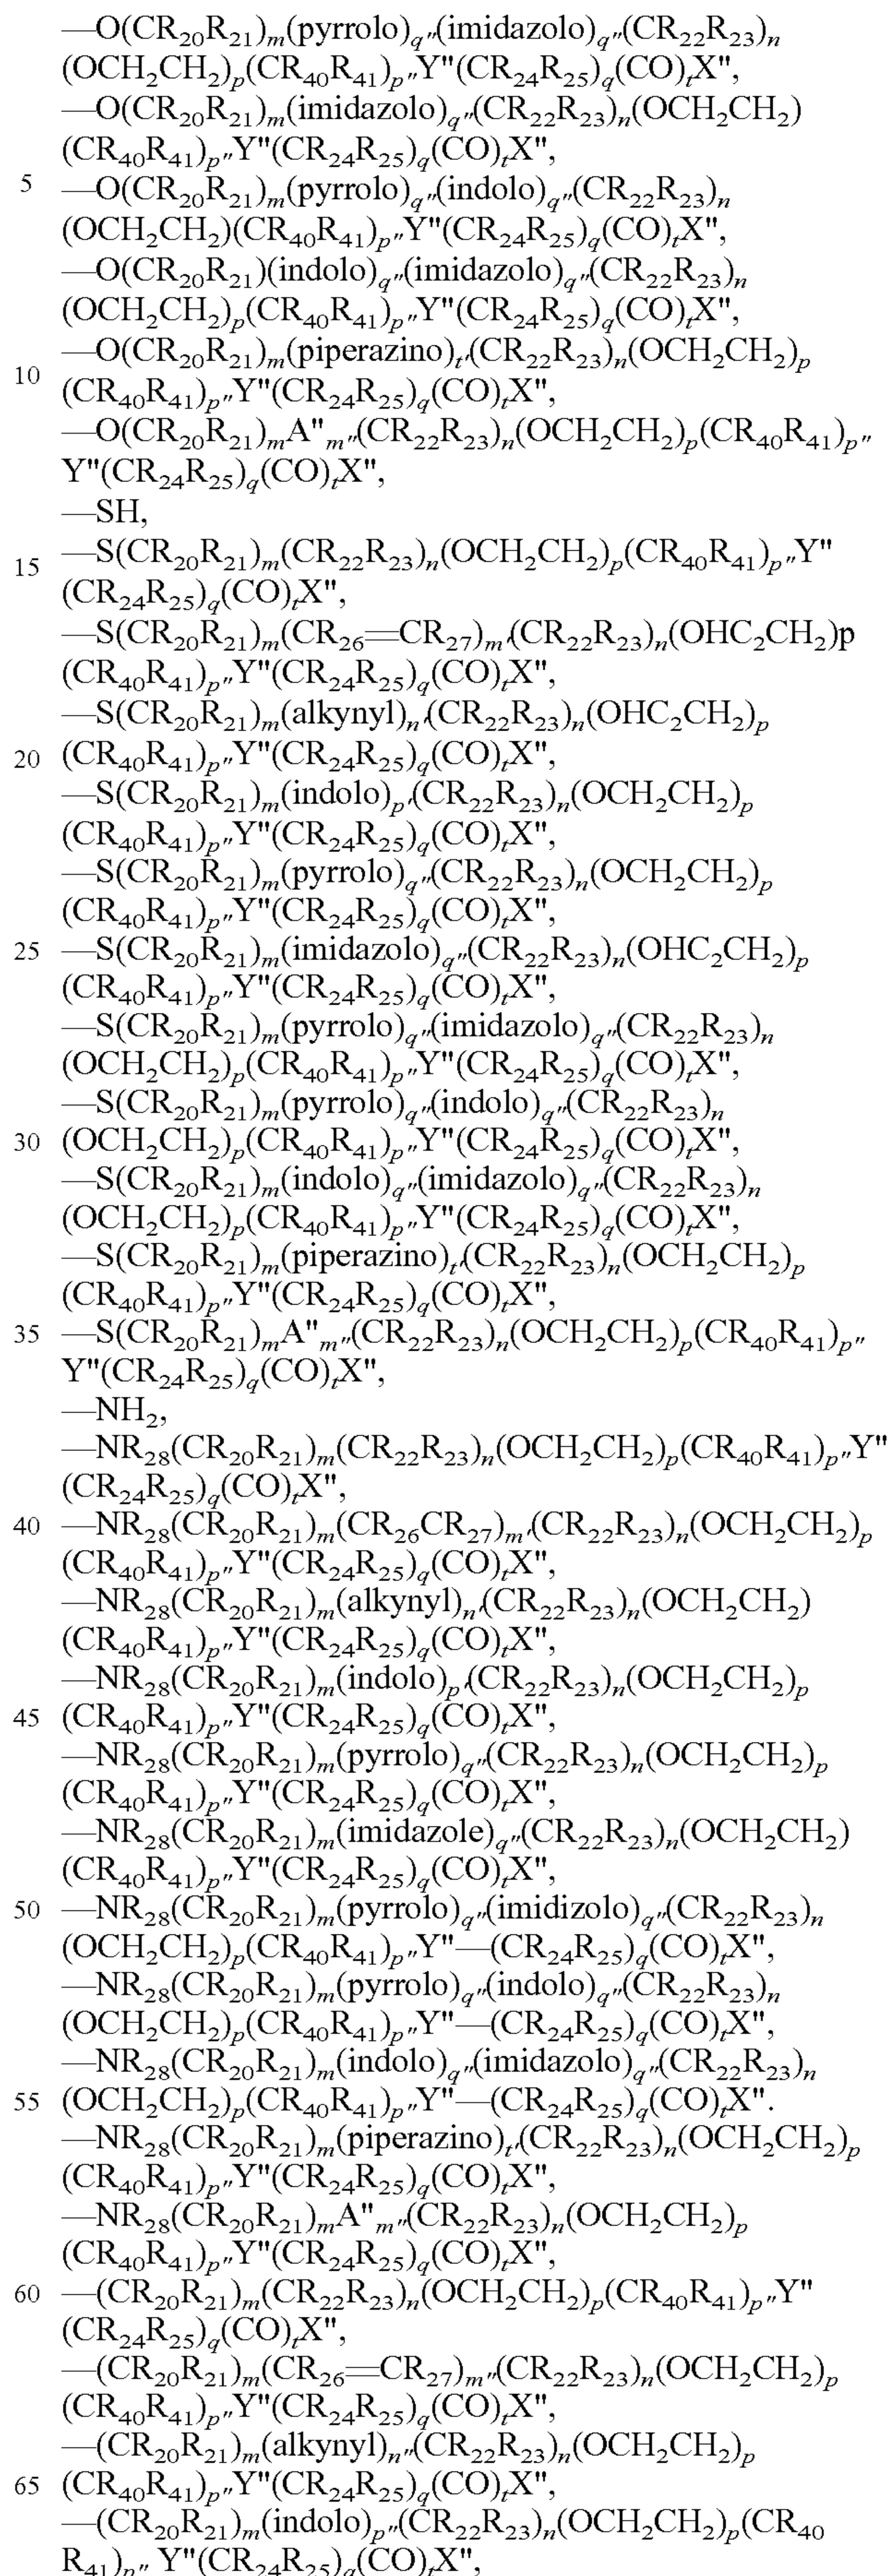 —O(CR₂₀R₂₁)ₘ(pyrrolo)q″(imidazolo)q″(CR₂₂R₂₃)ₙ
(OCH₂CH₂)ₚ(CR₄₀R₄₁)ₚ″Y"(CR₂₄R₂₅)q(CO)ₜX",
—O(CR₂₀R₂₁)ₘ(imidazolo)q″(CR₂₂R₂₃)ₙ(OCH₂CH₂)
(CR₄₀R₄₁)ₚ″Y"(CR₂₄R₂₅)q(CO)ₜX",
5 —O(CR₂₀R₂₁)ₘ(pyrrolo)q″(indolo)q″(CR₂₂R₂₃)ₙ
(OCH₂CH₂)(CR₄₀R₄₁)ₚ″Y"(CR₂₄R₂₅)q(CO)ₜX",
—O(CR₂₀R₂₁)(indolo)q″(imidazolo)q″(CR₂₂R₂₃)ₙ
(OCH₂CH₂)ₚ(CR₄₀R₄₁)ₚ″Y"(CR₂₄R₂₅)q(CO)ₜX",
—O(CR₂₀R₂₁)ₘ(piperazino)ₜ′(CR₂₂R₂₃)ₙ(OCH₂CH₂)ₚ
10 (CR₄₀R₄₁)ₚ″Y"(CR₂₄R₂₅)q(CO)ₜX",
—O(CR₂₀R₂₁)ₘA"ₘ″(CR₂₂R₂₃)ₙ(OCH₂CH₂)ₚ(CR₄₀R₄₁)ₚ″
Y"(CR₂₄R₂₅)q(CO)ₜX",
—SH,
15 —S(CR₂₀R₂₁)ₘ(CR₂₂R₂₃)ₙ(OCH₂CH₂)ₚ(CR₄₀R₄₁)ₚ″Y"
(CR₂₄R₂₅)q(CO)ₜX",
—S(CR₂₀R₂₁)ₘ(CR₂₆=CR₂₇)ₘ′(CR₂₂R₂₃)ₙ(OHC₂CH₂)p
(CR₄₀R₄₁)ₚ″Y"(CR₂₄R₂₅)q(CO)ₜX",
—S(CR₂₀R₂₁)ₘ(alkynyl)ₙ′(CR₂₂R₂₃)ₙ(OHC₂CH₂)ₚ
20 (CR₄₀R₄₁)ₚ″Y"(CR₂₄R₂₅)q(CO)ₜX",
—S(CR₂₀R₂₁)ₘ(indolo)ₚ′(CR₂₂R₂₃)ₙ(OCH₂CH₂)ₚ
(CR₄₀R₄₁)ₚ″Y"(CR₂₄R₂₅)q(CO)ₜX",
—S(CR₂₀R₂₁)ₘ(pyrrolo)q″(CR₂₂R₂₃)ₙ(OCH₂CH₂)ₚ
(CR₄₀R₄₁)ₚ″Y"(CR₂₄R₂₅)q(CO)ₜX",
25 —S(CR₂₀R₂₁)ₘ(imidazolo)q″(CR₂₂R₂₃)ₙ(OHC₂CH₂)ₚ
(CR₄₀R₄₁)ₚ″Y"(CR₂₄R₂₅)q(CO)ₜX",
—S(CR₂₀R₂₁)ₘ(pyrrolo)q″(imidazolo)q″(CR₂₂R₂₃)ₙ
(OCH₂CH₂)ₚ(CR₄₀R₄₁)ₚ″Y"(CR₂₄R₂₅)q(CO)ₜX",
—S(CR₂₀R₂₁)ₘ(pyrrolo)q″(indolo)q″(CR₂₂R₂₃)ₙ
30 (OCH₂CH₂)ₚ(CR₄₀R₄₁)ₚ″Y"(CR₂₄R₂₅)q(CO)ₜX",
—S(CR₂₀R₂₁)ₘ(indolo)q″(imidazolo)q″(CR₂₂R₂₃)ₙ
(OCH₂CH₂)ₚ(CR₄₀R₄₁)ₚ″Y"(CR₂₄R₂₅)q(CO)ₜX",
—S(CR₂₀R₂₁)ₘ(piperazino)ₜ′(CR₂₂R₂₃)ₙ(OCH₂CH₂)ₚ
(CR₄₀R₄₁)ₚ″Y"(CR₂₄R₂₅)q(CO)ₜX",
35 —S(CR₂₀R₂₁)ₘA"ₘ″(CR₂₂R₂₃)ₙ(OCH₂CH₂)ₚ(CR₄₀R₄₁)ₚ″
Y"(CR₂₄R₂₅)q(CO)ₜX",
—NH₂,
—NR₂₈(CR₂₀R₂₁)ₘ(CR₂₂R₂₃)ₙ(OCH₂CH₂)ₚ(CR₄₀R₄₁)ₚ″Y"
(CR₂₄R₂₅)q(CO)ₜX",
40 —NR₂₈(CR₂₀R₂₁)ₘ(CR₂₆CR₂₇)ₘ′(CR₂₂R₂₃)ₙ(OCH₂CH₂)ₚ
(CR₄₀R₄₁)ₚ″Y"(CR₂₄R₂₅)q(CO)ₜX",
—NR₂₈(CR₂₀R₂₁)ₘ(alkynyl)ₙ′(CR₂₂R₂₃)ₙ(OCH₂CH₂)
(CR₄₀R₄₁)ₚ″Y"(CR₂₄R₂₅)q(CO)ₜX",
—NR₂₈(CR₂₀R₂₁)ₘ(indolo)ₚ′(CR₂₂R₂₃)ₙ(OCH₂CH₂)ₚ
45 (CR₄₀R₄₁)ₚ″Y"(CR₂₄R₂₅)q(CO)ₜX",
—NR₂₈(CR₂₀R₂₁)ₘ(pyrrolo)q″(CR₂₂R₂₃)ₙ(OCH₂CH₂)ₚ
(CR₄₀R₄₁)ₚ″Y"(CR₂₄R₂₅)q(CO)ₜX",
—NR₂₈(CR₂₀R₂₁)ₘ(imidazole)q″(CR₂₂R₂₃)ₙ(OCH₂CH₂)
(CR₄₀R₄₁)ₚ″Y"(CR₂₄R₂₅)q(CO)ₜX",
50 —NR₂₈(CR₂₀R₂₁)ₘ(pyrrolo)q″(imidizolo)q″(CR₂₂R₂₃)ₙ
(OCH₂CH₂)ₚ(CR₄₀R₄₁)ₚ″Y"—(CR₂₄R₂₅)q(CO)ₜX",
—NR₂₈(CR₂₀R₂₁)ₘ(pyrrolo)q″(indolo)q″(CR₂₂R₂₃)ₙ
(OCH₂CH₂)ₚ(CR₄₀R₄₁)ₚ″Y"—(CR₂₄R₂₅)q(CO)ₜX",
—NR₂₈(CR₂₀R₂₁)ₘ(indolo)q″(imidazolo)q″(CR₂₂R₂₃)ₙ
55 (OCH₂CH₂)ₚ(CR₄₀R₄₁)ₚ″Y"—(CR₂₄R₂₅)q(CO)ₜX".
—NR₂₈(CR₂₀R₂₁)ₘ(piperazino)ₜ′(CR₂₂R₂₃)ₙ(OCH₂CH₂)ₚ
(CR₄₀R₄₁)ₚ″Y"(CR₂₄R₂₅)q(CO)ₜX",
—NR₂₈(CR₂₀R₂₁)ₘA"ₘ″(CR₂₂R₂₃)ₙ(OCH₂CH₂)ₚ
(CR₄₀R₄₁)ₚ″Y"(CR₂₄R₂₅)q(CO)ₜX",
60 —(CR₂₀R₂₁)ₘ(CR₂₂R₂₃)ₙ(OCH₂CH₂)ₚ(CR₄₀R₄₁)ₚ″Y"
(CR₂₄R₂₅)q(CO)ₜX",
—(CR₂₀R₂₁)ₘ(CR₂₆=CR₂₇)ₘ″(CR₂₂R₂₃)ₙ(OCH₂CH₂)ₚ
(CR₄₀R₄₁)ₚ″Y"(CR₂₄R₂₅)q(CO)ₜX",
—(CR₂₀R₂₁)ₘ(alkynyl)ₙ″(CR₂₂R₂₃)ₙ(OCH₂CH₂)ₚ
65 (CR₄₀R₄₁)ₚ″Y"(CR₂₄R₂₅)q(CO)ₜX",
—(CR₂₀R₂₁)ₘ(indolo)ₚ″(CR₂₂R₂₃)ₙ(OCH₂CH₂)ₚ(CR₄₀
R₄₁)ₚ″ Y"(CR₂₄R₂₅)q(CO)ₜX",